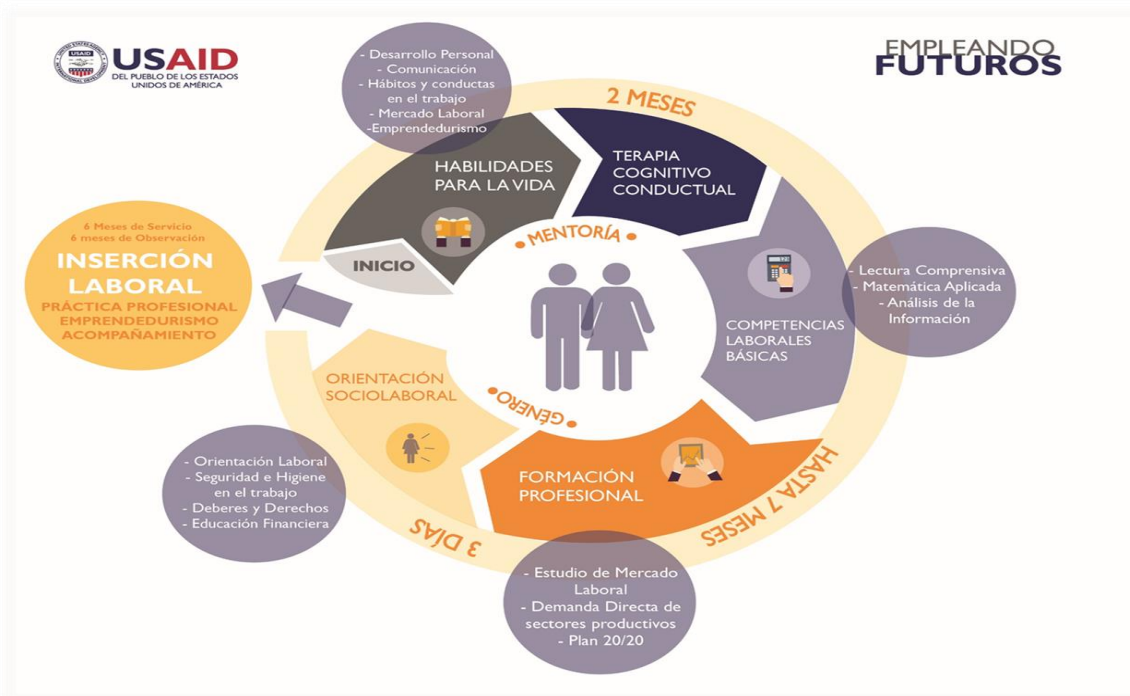 USAID
DEL PUEBLO DE LOS ESTADOS
UNIDOS DE AMÉRICA
EMPLEANDO
FUTUROS
- Desarrollo Personal
- Comunicación
- Hábitos y conductas
en el trabajo
- Mercado Laboral
-Emprendedurismo
2 MESES
HABILIDADES
PARA LA VIDA
TERAPIA
COGNITIVO
CONDUCTUAL
INICIO
• MENTORÍA •
6 Meses de Servicio
6 meses de Observación
INSERCIÓN
LABORAL
PRÁCTICA PROFESIONAL
EMPRENDEDURISMO
ACOMPAÑAMIENTO
- Lectura Comprensiva
- Matemática Aplicada
- Análisis de la
Información
COMPETENCIAS
LABORALES
BÁSICAS
ORIENTACIÓN
SOCIOLABORAL
• GÉNERO •
- Orientación Laboral
- Seguridad e Higiene
en el trabajo
- Deberes y Derechos
- Educación Financiera
FORMACIÓN
PROFESIONAL
HASTA 7 MESES
3 DÍAS
- Estudio de Mercado
Laboral
- Demanda Directa de
sectores productivos
- Plan 20/20